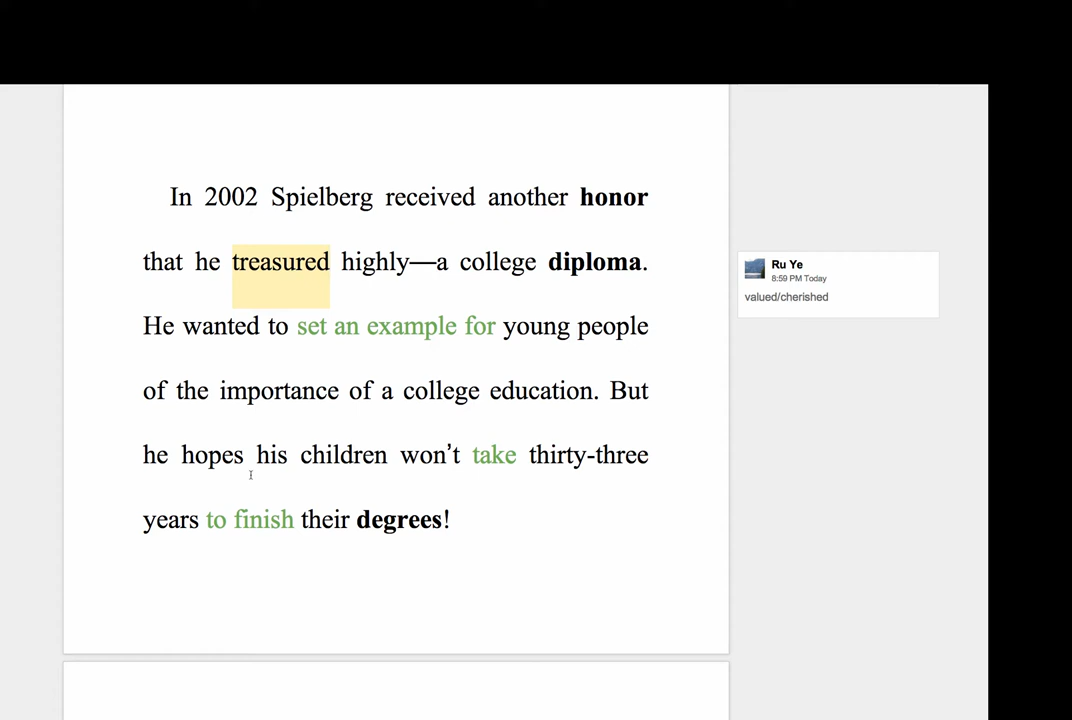 In 2002 Spielberg received another honor
that he treasured highly—a college diploma.
He wanted to set an example for young people
of the importance of a college education. But
he hopes his children won't take thirty-three
years to finish their degrees!
Ru Ye
8:59 PM Today
valued/cherished